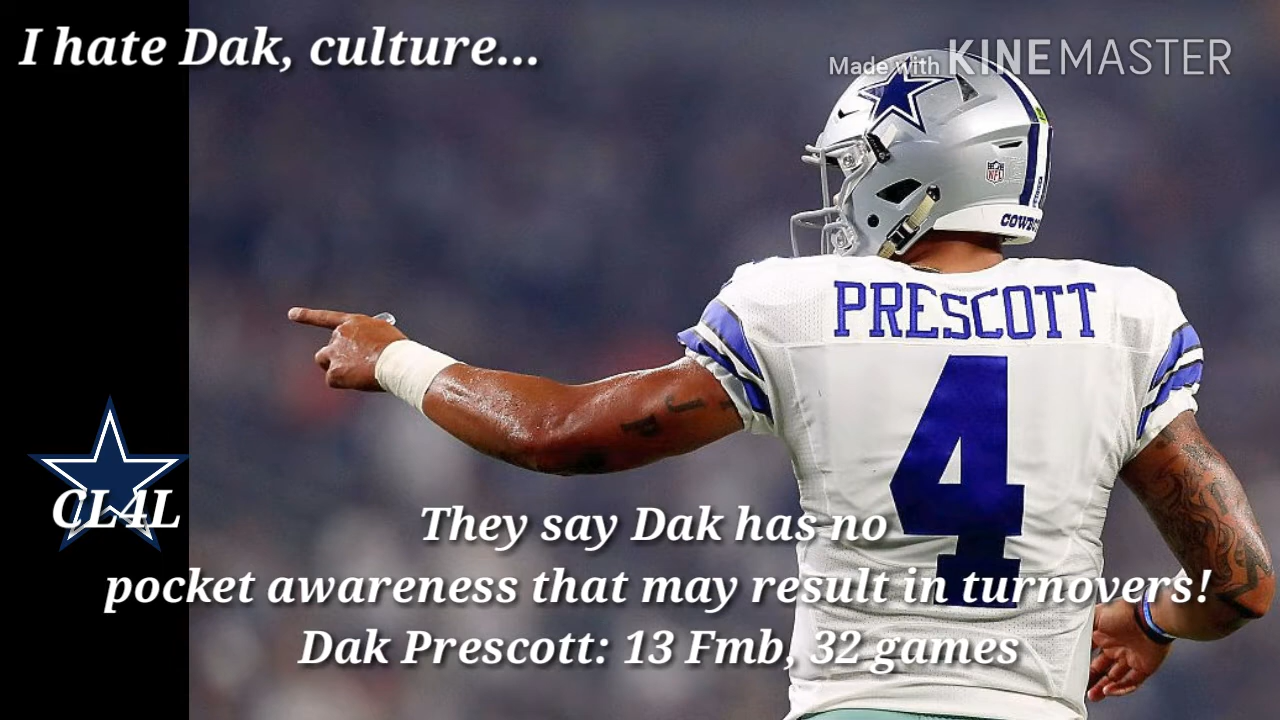 I hate Dak, culture...
Made with KINEMASTER
NFL
PRESCOTT
4
CL4L
They say Dak has no
pocket awareness that may result in turnovers!
Dak Prescott: 13 Fmb, 32 games